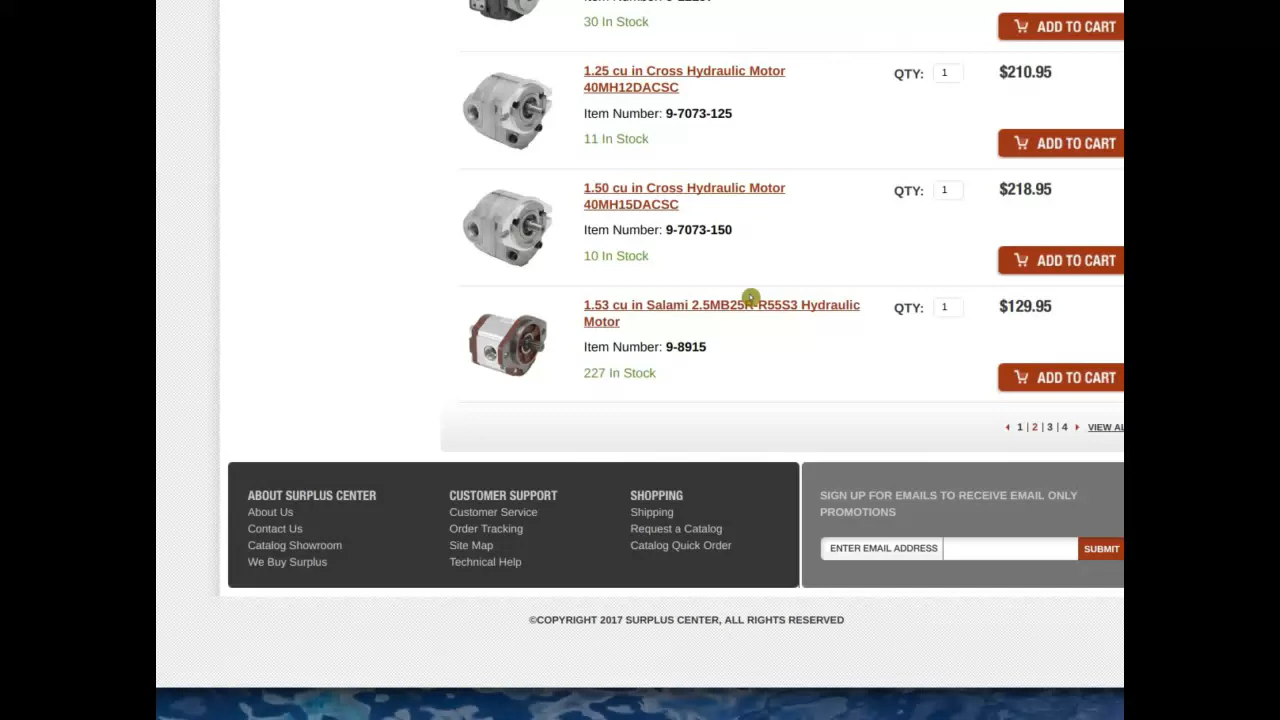 30 In Stock
ADD TO CART
1.25 cu in Cross Hydraulic Motor
40MH12DACSC
QTY: 1
$210.95
Item Number: 9-7073-125
11 In Stock
ADD TO CART
1.50 cu in Cross Hydraulic Motor
40MH15DACSC
QTY: 1
$218.95
Item Number: 9-7073-150
10 In Stock
ADD TO CART
1.53 cu in Salami 2.5MB25R-R55S3 Hydraulic
Motor
QTY: 1
$129.95
Item Number: 9-8915
227 In Stock
ADD TO CART
1 | 2 | 3 | 4
VIEW AL
ABOUT SURPLUS CENTER
About Us
Contact Us
Catalog Showroom
We Buy Surplus
CUSTOMER SUPPORT
Customer Service
Order Tracking
Site Map
Technical Help
SHOPPING
Shipping
Request a Catalog
Catalog Quick Order
SIGN UP FOR EMAILS TO RECEIVE EMAIL ONLY
PROMOTIONS
ENTER EMAIL ADDRESS
SUBMIT
©COPYRIGHT 2017 SURPLUS CENTER, ALL RIGHTS RESERVED